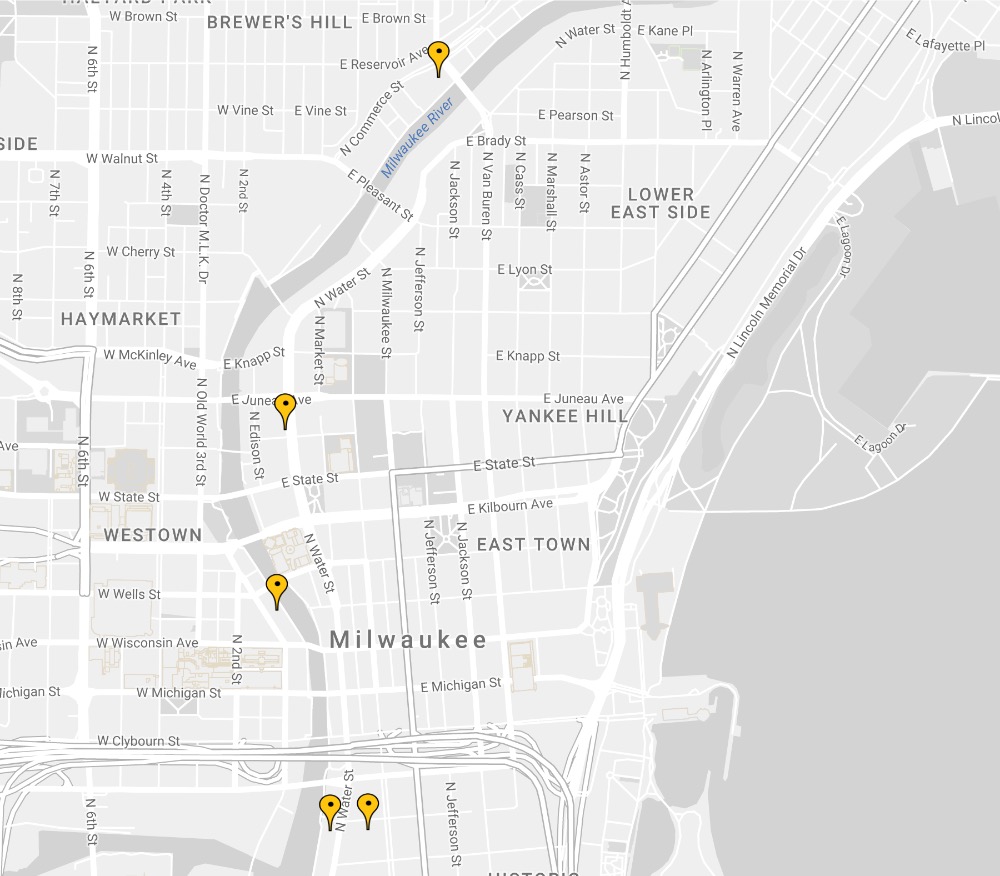 HALYARD PARK
W Brown St
BREWER'S HILL
E Brown St
N Water St
N Humboldt A
E Kane Pl
E Lafayette Pl
N 6th St
E Reservoir Ave
N Arlington Pl
N Warren Ave
N Commerce St
W Vine St
E Vine St
Milwaukee River
E Pearson St
N Lincol
SIDE
W Walnut St
E Brady St
N 7th St
N 4th St
N Doctor M.L.K. Dr
N 2nd St
E Pleasant St
N Jackson St
N Van Buren St
N Cass St
N Marshall St
N Astor St
LOWER
EAST SIDE
E Lagoon Dr
W Cherry St
N 6th St
N 8th St
N Water St
N Milwaukee St
N Jefferson St
E Lyon St
N Lincoln Memorial Dr
HAYMARKET
N Market St
W McKinley Ave
E Knapp St
E Knapp St
N Old World 3rd St
E Juneau Ave
E Juneau Ave
YANKEE HILL
N Edison St
E Lagoon Dr
Ave
N 6th St
E State St
E State St
W State St
E Kilbourn Ave
WESTOWN
N Water St
N Jefferson St
N Jackson St
EAST TOWN
W Wells St
Milwaukee
sin Ave
W Wisconsin Ave
N 2nd St
Michigan St
W Michigan St
E Michigan St
W Clybourn St
N 6th St
N Water St
N Jefferson St
HISTORIC